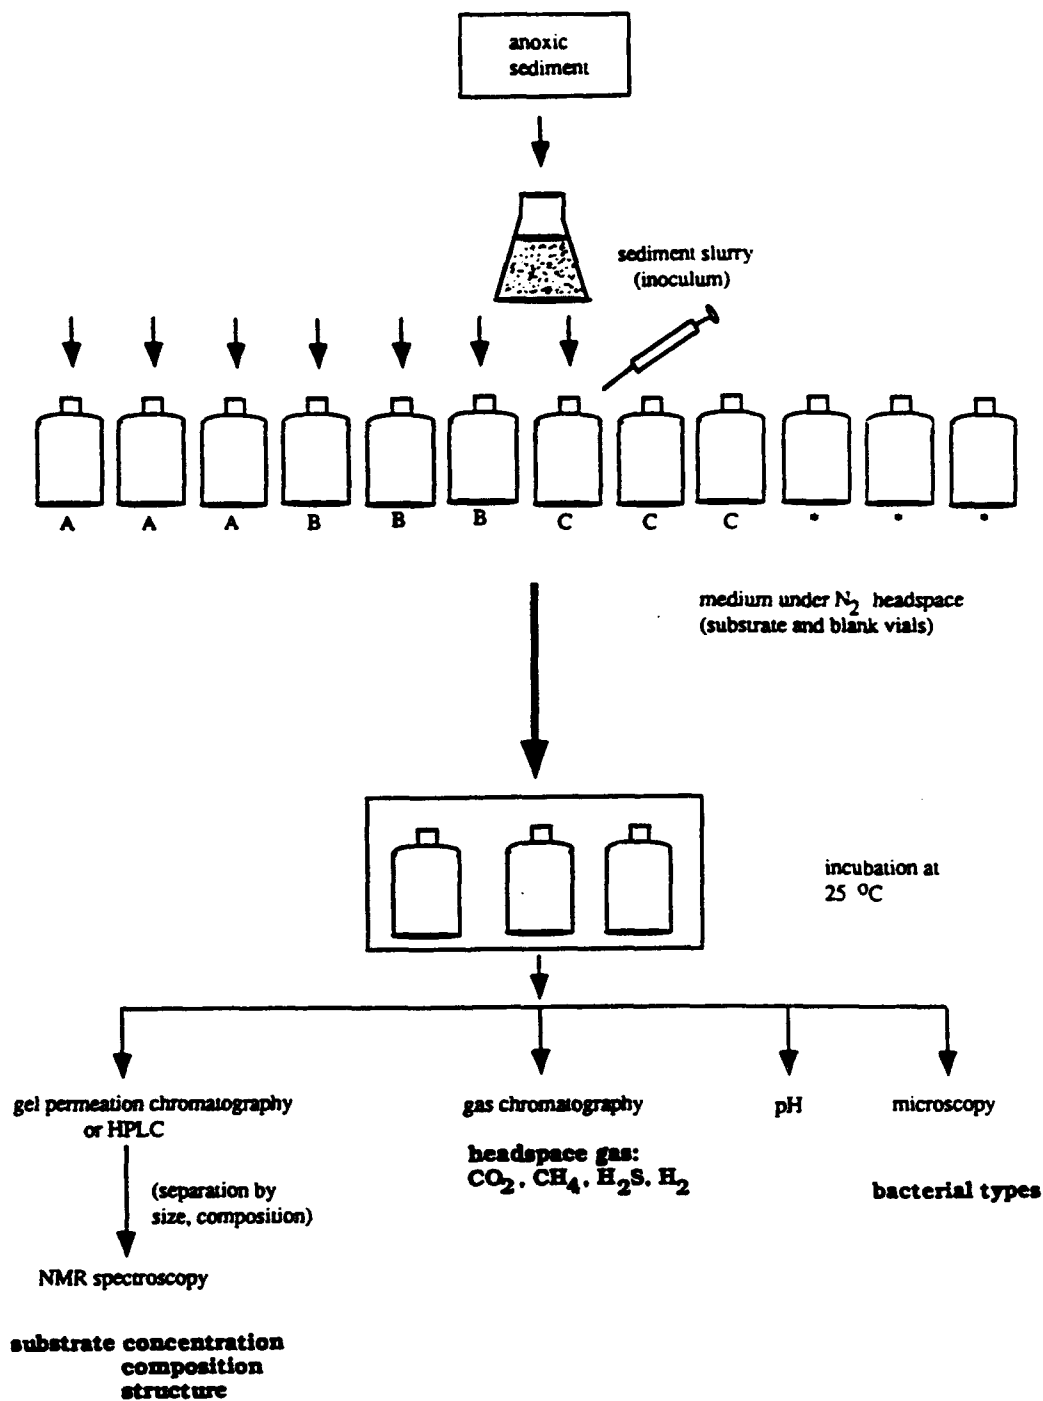 anoxic
sediment
sediment slurry
(inoculum)
A A A B B B C C C * * *
medium under N2 headspace
(substrate and blank vials)
incubation at
25 °C
gel permeation chromatography
or HPLC
gas chromatography
pH
microscopy
headspace gas:
CO2, CH4, H2S, H2
bacterial types
(separation by
size, composition)
NMR spectroscopy
substrate concentration
composition
structure